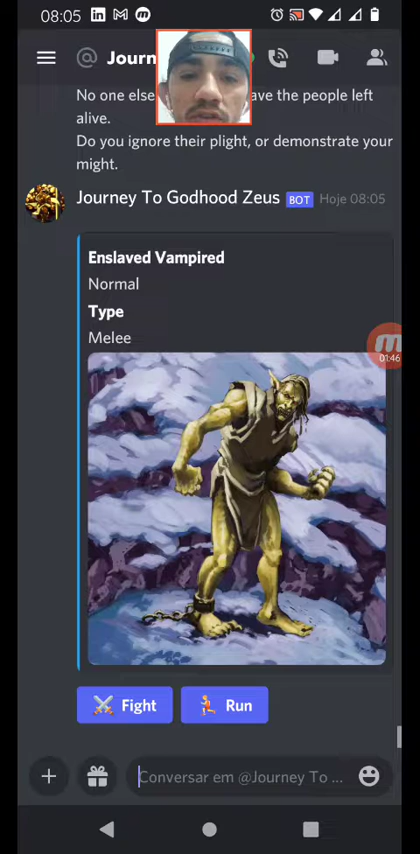 08:05
@ Journ
No one else ave the people left
alive.
Do you ignore their plight, or demonstrate your
might.
Journey To Godhood Zeus BOT Hoje 08:05
Enslaved Vampired
Normal
Type
Melee
01:46
Fight
Run
Conversar em @Journey To ...